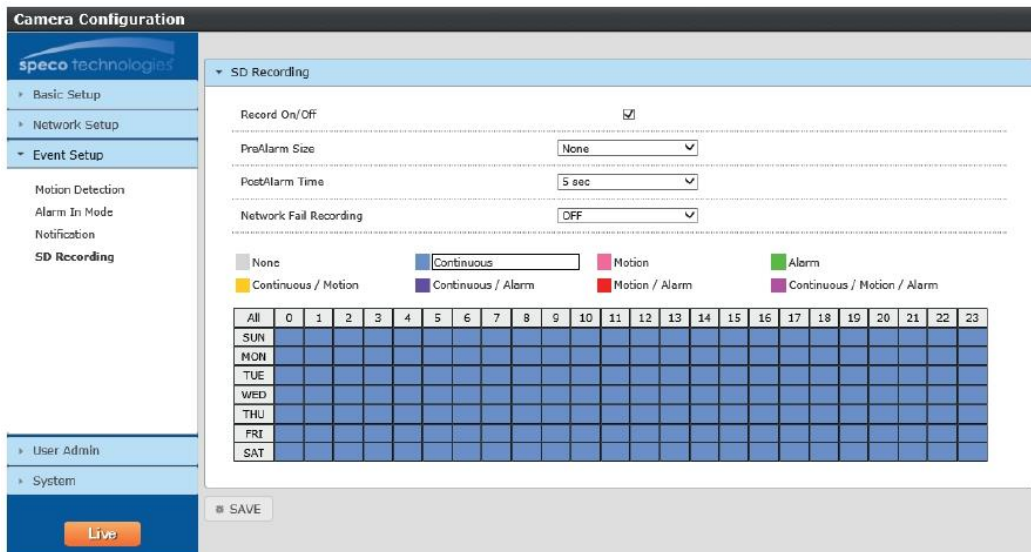 Camera Configuration
speco technologies
Basic Setup
Network Setup
Event Setup
Motion Detection
Alarm In Mode
Notification
SD Recording
User Admin
System
Live
SD Recording
Record On/Off
PreAlarm Size None
PostAlarm Time 5 sec
Network Fail Recording OFF
None Continuous Motion Alarm
Continuous / Motion Continuous / Alarm Motion / Alarm Continuous / Motion / Alarm
All 0 1 2 3 4 5 6 7 8 9 10 11 12 13 14 15 16 17 18 19 20 21 22 23
SUN
MON
TUE
WED
THU
FRI
SAT
SAVE